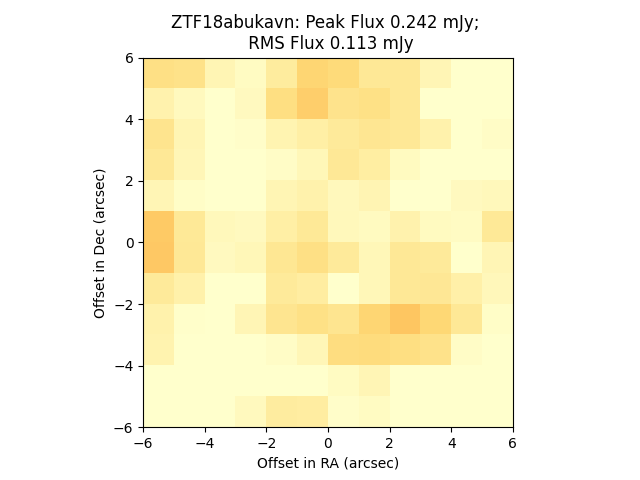 ZTF18abukavn: Peak Flux 0.242 mJy;
RMS Flux 0.113 mJy
6
4
2
0
−2
−4
−6
Offset in Dec (arcsec)
−6 −4 −2 0 2 4 6
Offset in RA (arcsec)